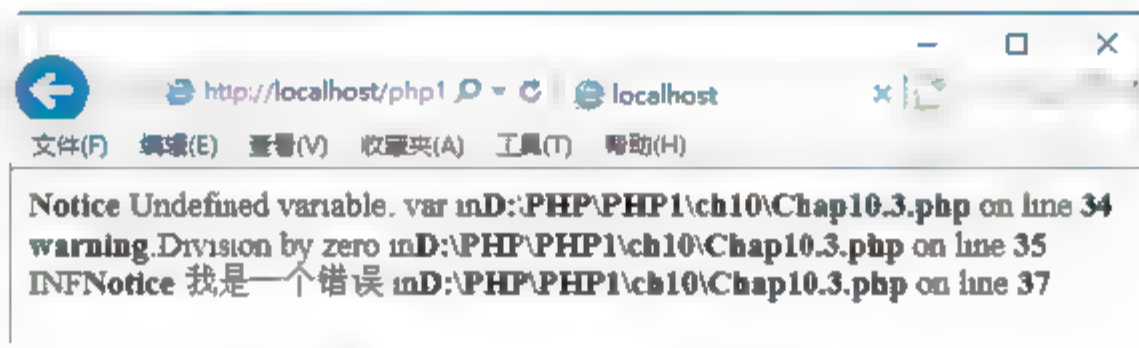 http://localhost/php1 localhost
文件(F) 编辑(E) 查看(V) 收藏夹(A) 工具(T) 帮助(H)
Notice Undefined variable. var inD:\PHP\PHP1\ch10\Chap10.3.php on line 34
warning.Division by zero inD:\PHP\PHP1\ch10\Chap10.3.php on line 35
INFNotice 我是一个错误 inD:\PHP\PHP1\ch10\Chap10.3.php on line 37